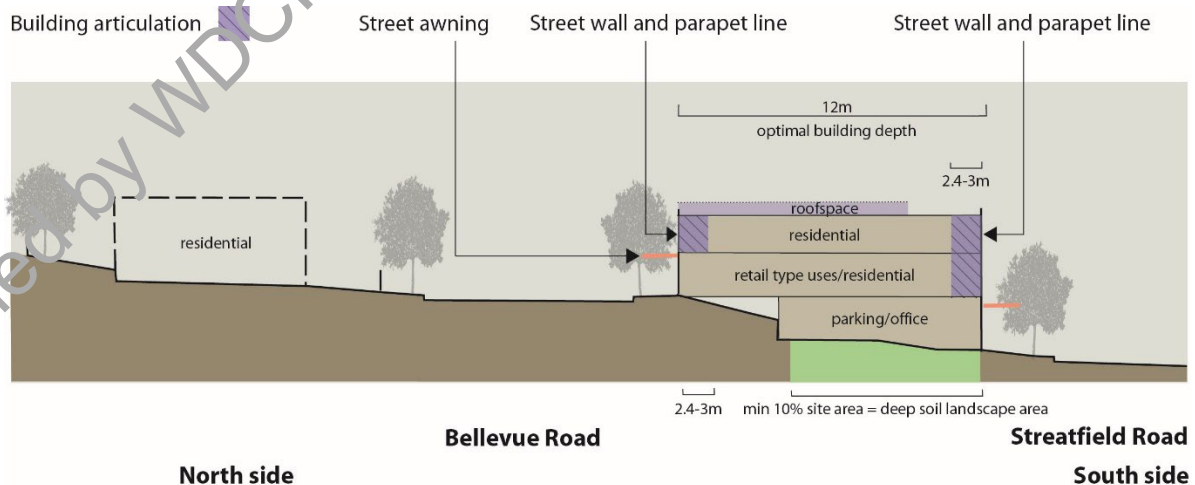 Building articulation
Street awning
Street wall and parapet line
Street wall and parapet line
12m
optimal building depth
2.4-3m
roofspace
residential
residential
retail type uses/residential
parking/office
2.4-3m
min 10% site area = deep soil landscape area
Bellevue Road
Streatfield Road
North side
South side
by WDC